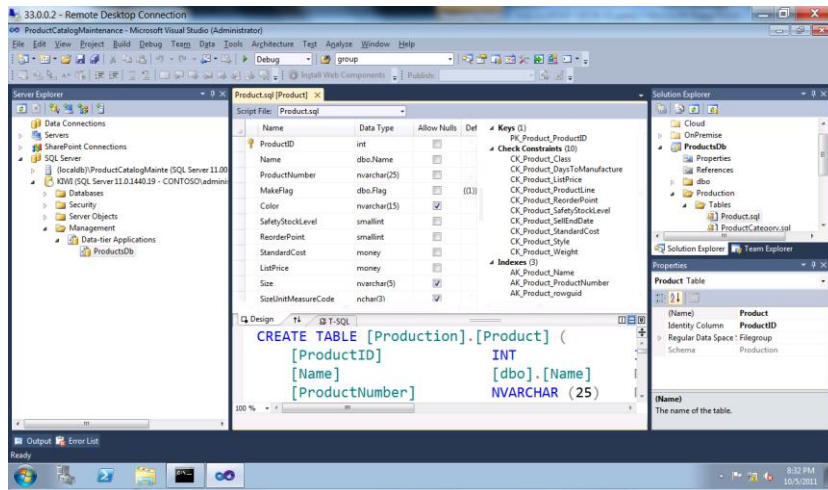 33.0.0.2 - Remote Desktop Connection
ProductCatalogMaintenance - Microsoft Visual Studio (Administrator)
File Edit View Project Build Debug Team Data Tools Architecture Test Analyze Window Help
Debug group
Install Web Components Publish:
Server Explorer
Data Connections
Servers
SharePoint Connections
SQL Server
(localdb)\ProductCatalogMainte (SQL Server 11.00
KIWI (SQL Server 11.0.1440.19 - CONTOSO\adminis
Databases
Security
Server Objects
Management
Data-tier Applications
ProductsDb
Product.sql [Product]
Script File: Product.sql
Name Data Type Allow Nulls Def
ProductID int
Name dbo.Name
ProductNumber nvarchar(25)
MakeFlag dbo.Flag ((1))
Color nvarchar(15)
SafetyStockLevel smallint
ReorderPoint smallint
StandardCost money
ListPrice money
Size nvarchar(5)
SizeUnitMeasureCode nchar(3)
Keys (1)
PK_Product_ProductID
Check Constraints (10)
CK_Product_Class
CK_Product_DaysToManufacture
CK_Product_ListPrice
CK_Product_ProductLine
CK_Product_ReorderPoint
CK_Product_SafetyStockLevel
CK_Product_SellEndDate
CK_Product_StandardCost
CK_Product_Style
CK_Product_Weight
Indexes (3)
AK_Product_Name
AK_Product_ProductNumber
AK_Product_rowguid
Design T-SQL
CREATE TABLE [Production].[Product] (
[ProductID] INT
[Name] [dbo].[Name]
[ProductNumber] NVARCHAR (25)
100 %
Solution Explorer
Cloud
OnPremise
ProductsDb
Properties
References
dbo
Production
Tables
Product.sql
ProductCategory.sql
Solution Explorer Team Explorer
Properties
Product Table
(Name) Product
Identity Column ProductID
Regular Data Space Filegroup
Schema Production
(Name)
The name of the table.
Output Error List
Ready
8:32 PM
10/5/2011